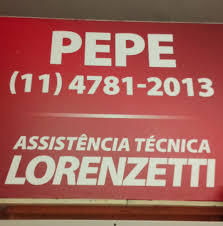 PEPE
(11) 4781-2013
ASSISTÊNCIA TÉCNICA
LORENZETTI